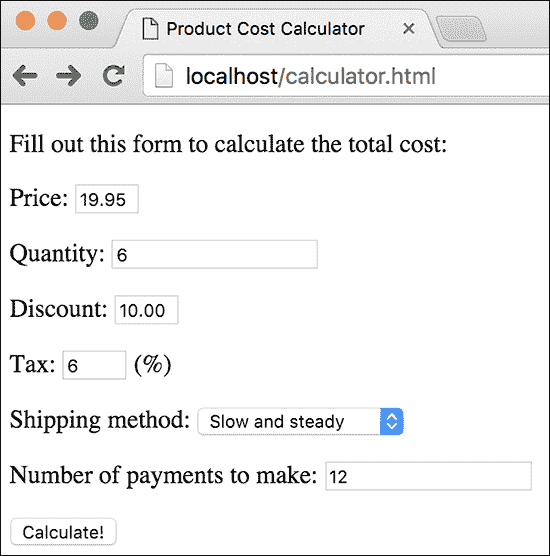 Product Cost Calculator
localhost/calculator.html
Fill out this form to calculate the total cost:
Price: 19.95
Quantity: 6
Discount: 10.00
Tax: 6 (%)
Shipping method: Slow and steady
Number of payments to make: 12
Calculate!